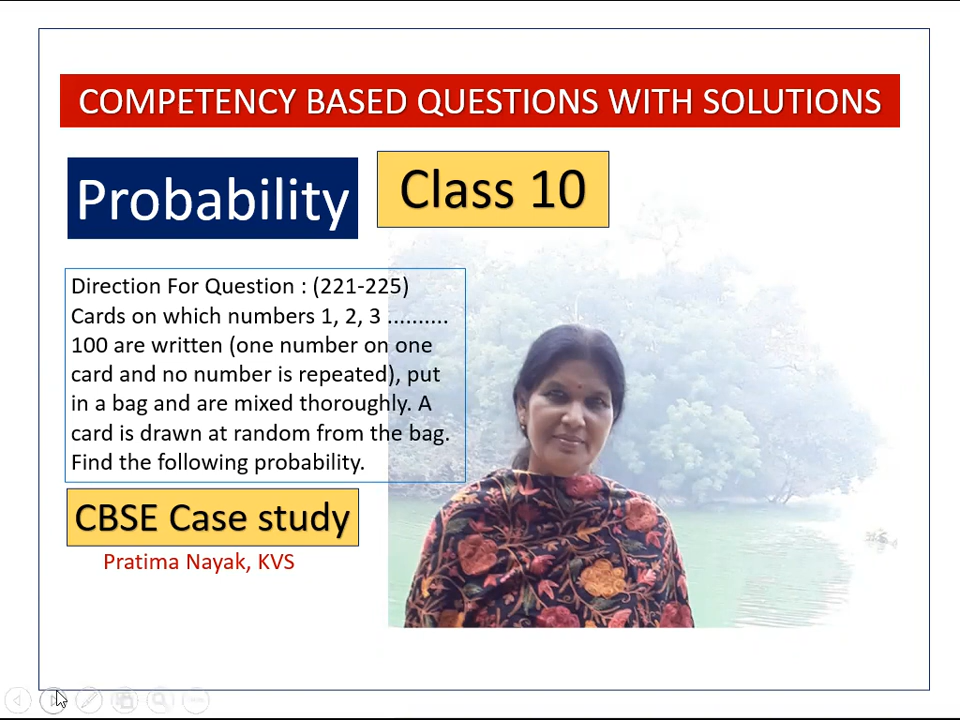 COMPETENCY BASED QUESTIONS WITH SOLUTIONS
Probability
Class 10
Direction For Question : (221-225)
Cards on which numbers 1, 2, 3 ..........
100 are written (one number on one
card and no number is repeated), put
in a bag and are mixed thoroughly. A
card is drawn at random from the bag.
Find the following probability.
CBSE Case study
Pratima Nayak, KVS